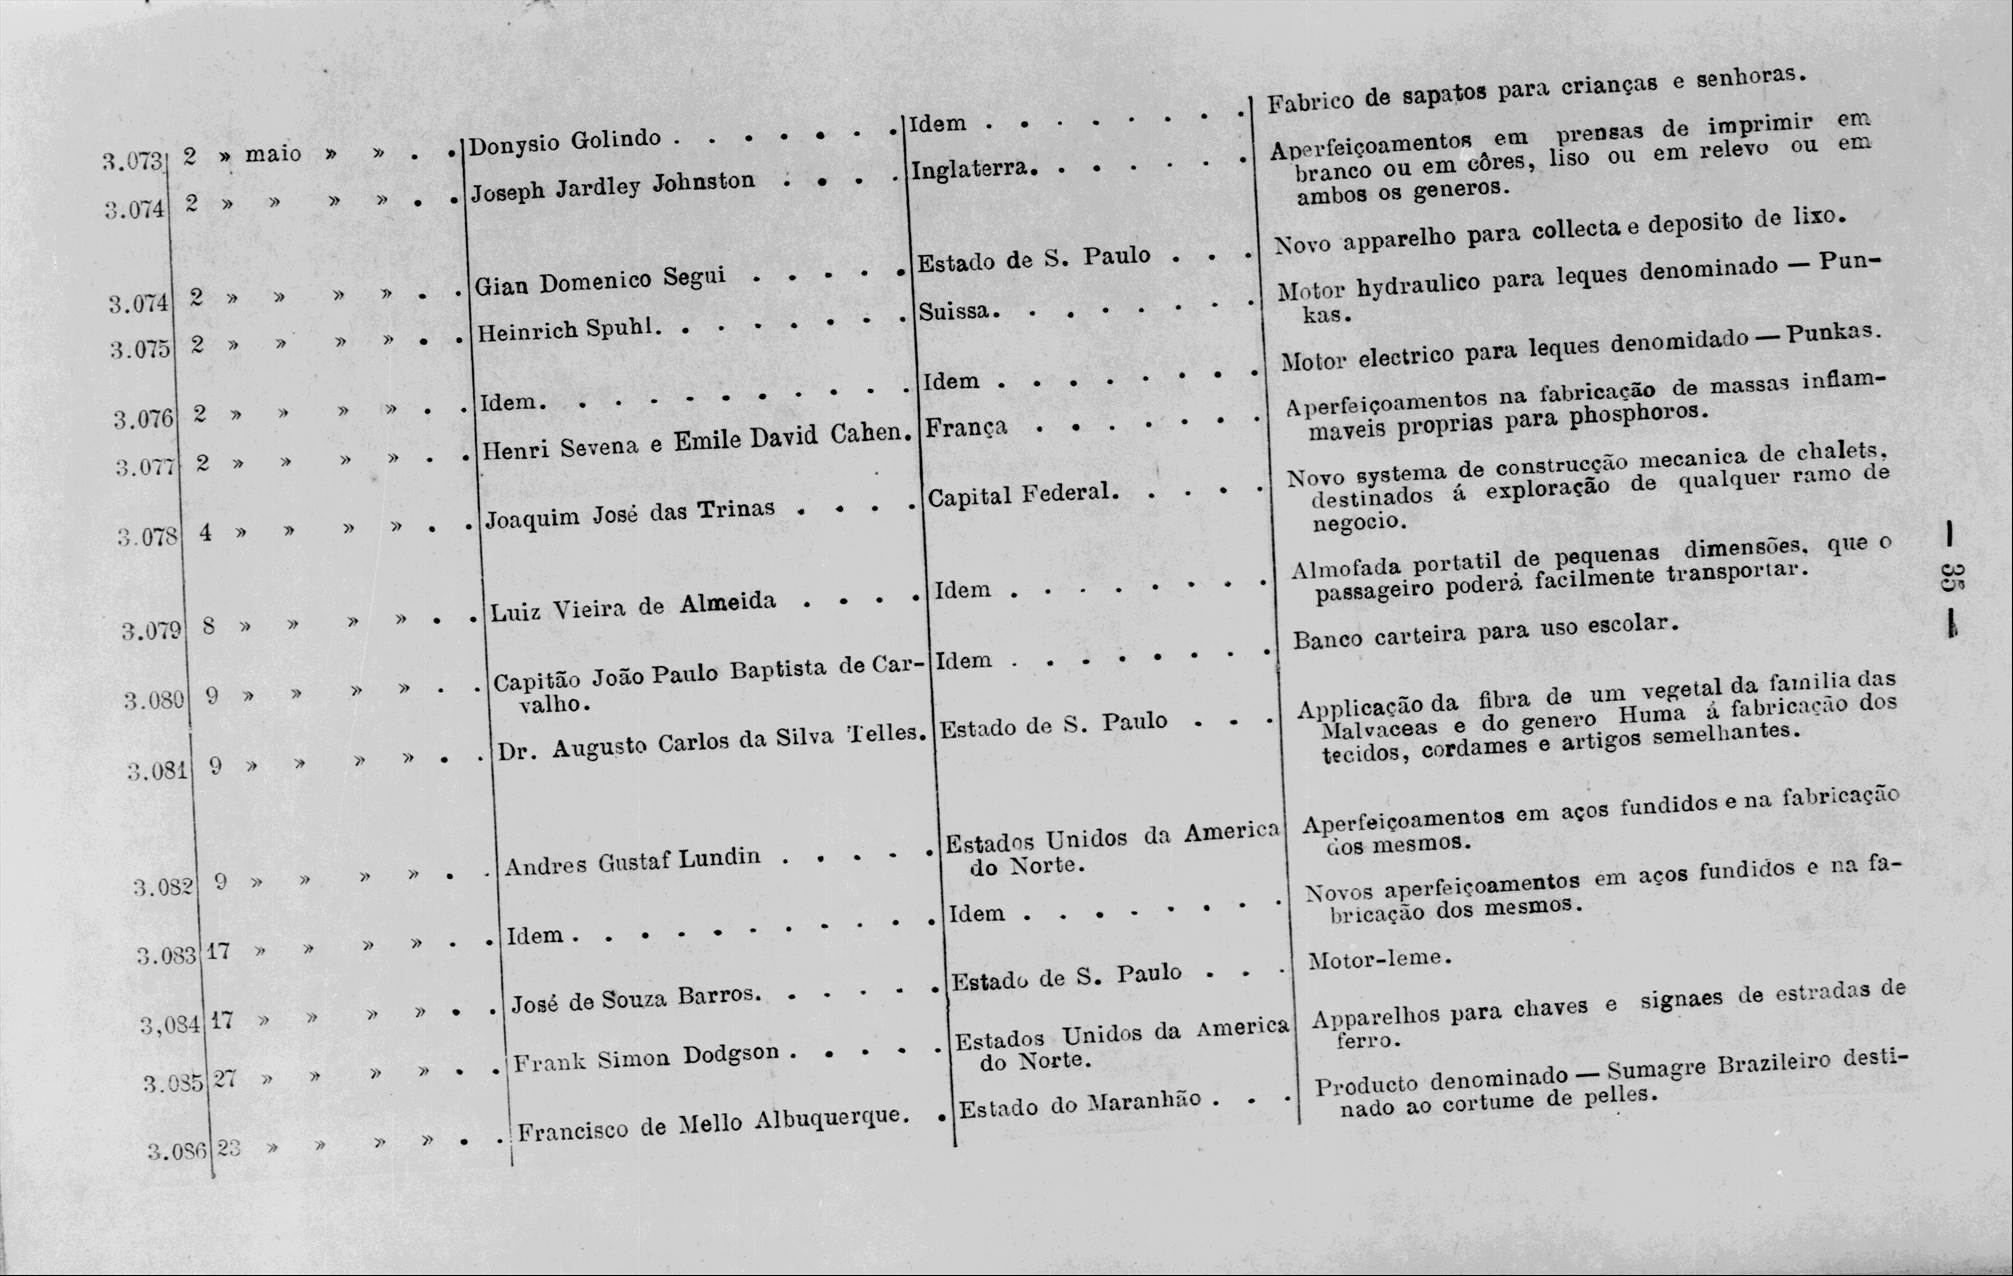 3.073 2 » maio » » . . Donysio Golindo . . . . . . . Idem . . . . . . . . Fabrico de sapatos para crianças e senhoras.
3.074 2 » » » » . . Joseph Jardley Johnston . . . . Inglaterra. . . . . . . Aperfeiçoamentos em prensas de imprimir em
branco ou em côres, liso ou em relevo ou em
ambos os generos.
3.074 2 » » » » . . Gian Domenico Segui . . . . . Estado de S. Paulo . . . Novo apparelho para collecta e deposito de lixo.
3.075 2 » » » » . . Heinrich Spuhl. . . . . . . . Suissa. . . . . . . . Motor hydraulico para leques denominado — Pun-
kas.
3.076 2 » » » » . . Idem. . . . . . . . . . . Idem . . . . . . . . Motor electrico para leques denomidado — Punkas.
3.077 2 » » » » . . Henri Sevena e Emile David Cahen. França . . . . . . . Aperfeiçoamentos na fabricação de massas inflam-
maveis proprias para phosphoros.
3.078 4 » » » » . . Joaquim José das Trinas . . . . Capital Federal. . . . . Novo systema de construcção mecanica de chalets,
destinados á exploração de qualquer ramo de
negocio.
3.079 8 » » » » . . Luiz Vieira de Almeida . . . . Idem . . . . . . . . Almofada portatil de pequenas dimensões, que o
passageiro poderá facilmente transportar.
3.080 9 » » » » . . Capitão João Paulo Baptista de Car-
valho. Idem . . . . . . . . Banco carteira para uso escolar.
3.081 9 » » » » . . Dr. Augusto Carlos da Silva Telles. Estado de S. Paulo . . . Applicação da fibra de um vegetal da familia das
Malvaceas e do genero Huma á fabricação dos
tecidos, cordames e artigos semelhantes.
3.082 9 » » » » . . Andres Gustaf Lundin . . . . . Estados Unidos da America
do Norte. Aperfeiçoamentos em aços fundidos e na fabricação
dos mesmos.
3.083 17 » » » » . . Idem . . . . . . . . . . . Idem . . . . . . . . Novos aperfeiçoamentos em aços fundidos e na fa-
bricação dos mesmos.
3,084 17 » » » » . . José de Souza Barros. . . . . . Estado de S. Paulo . . . Motor-leme.
3.085 27 » » » » . . Frank Simon Dodgson . . . . . Estados Unidos da America
do Norte. Apparelhos para chaves e signaes de estradas de
ferro.
3.086 23 » » » » . . Francisco de Mello Albuquerque. . Estado do Maranhão . . . Producto denominado — Sumagre Brazileiro desti-
nado ao cortume de pelles.
— 35 —